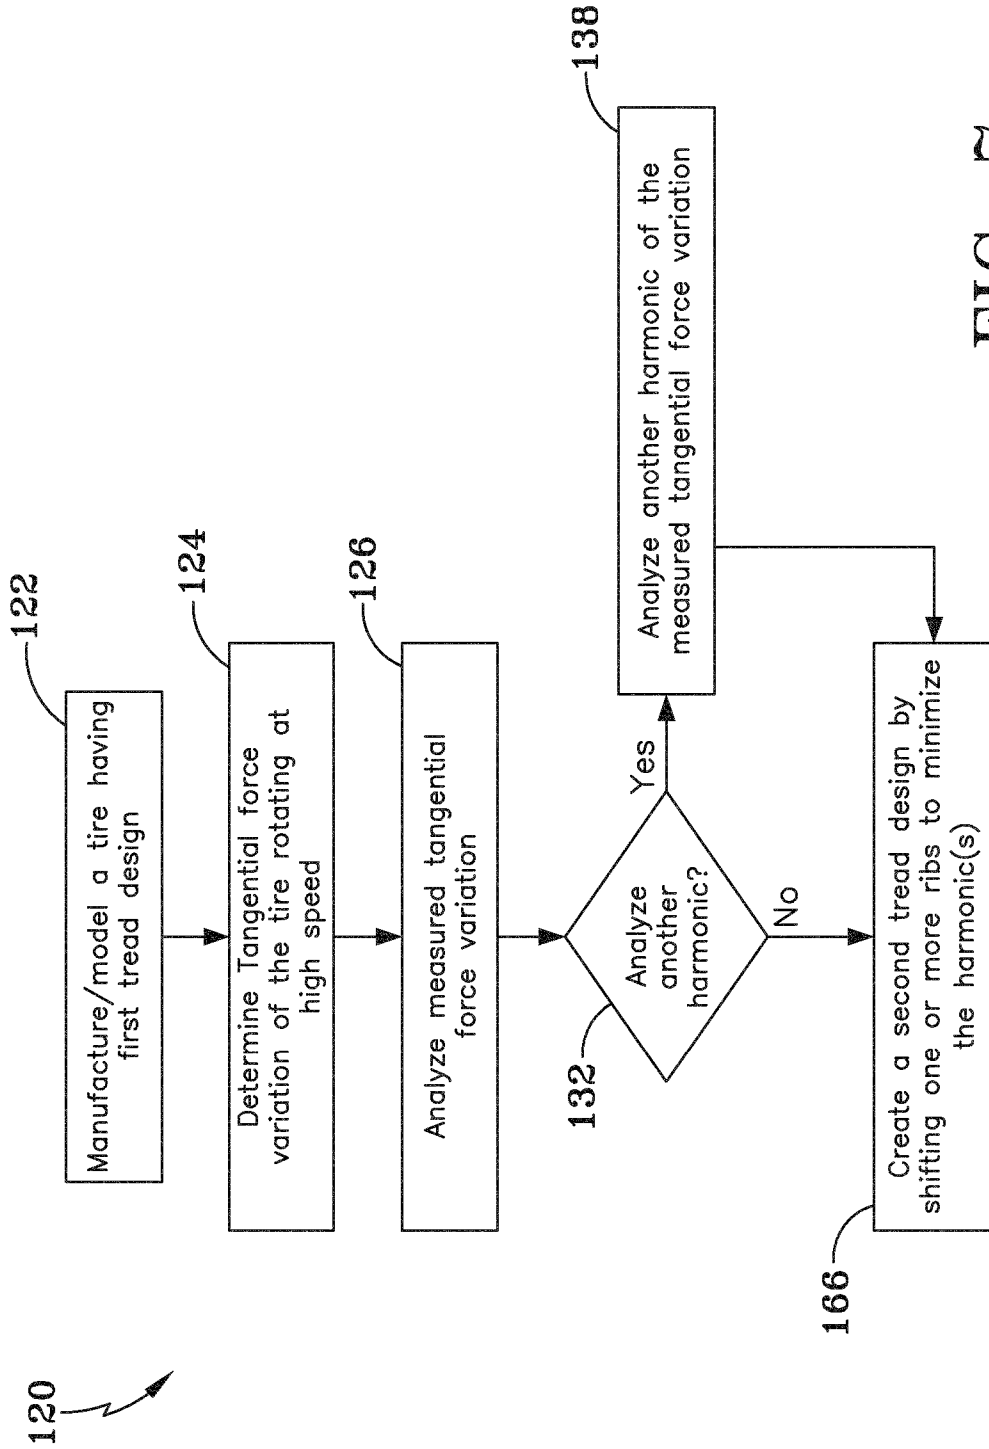 120
122
Manufacture/model a tire having
first tread design
124
Determine Tangential force
variation of the tire rotating at
high speed
126
Analyze measured tangential
force variation
132
Analyze
another
harmonic?
Yes
No
138
Analyze another harmonic of the
measured tangential force variation
166
Create a second tread design by
shifting one or more ribs to minimize
the harmonic(s)